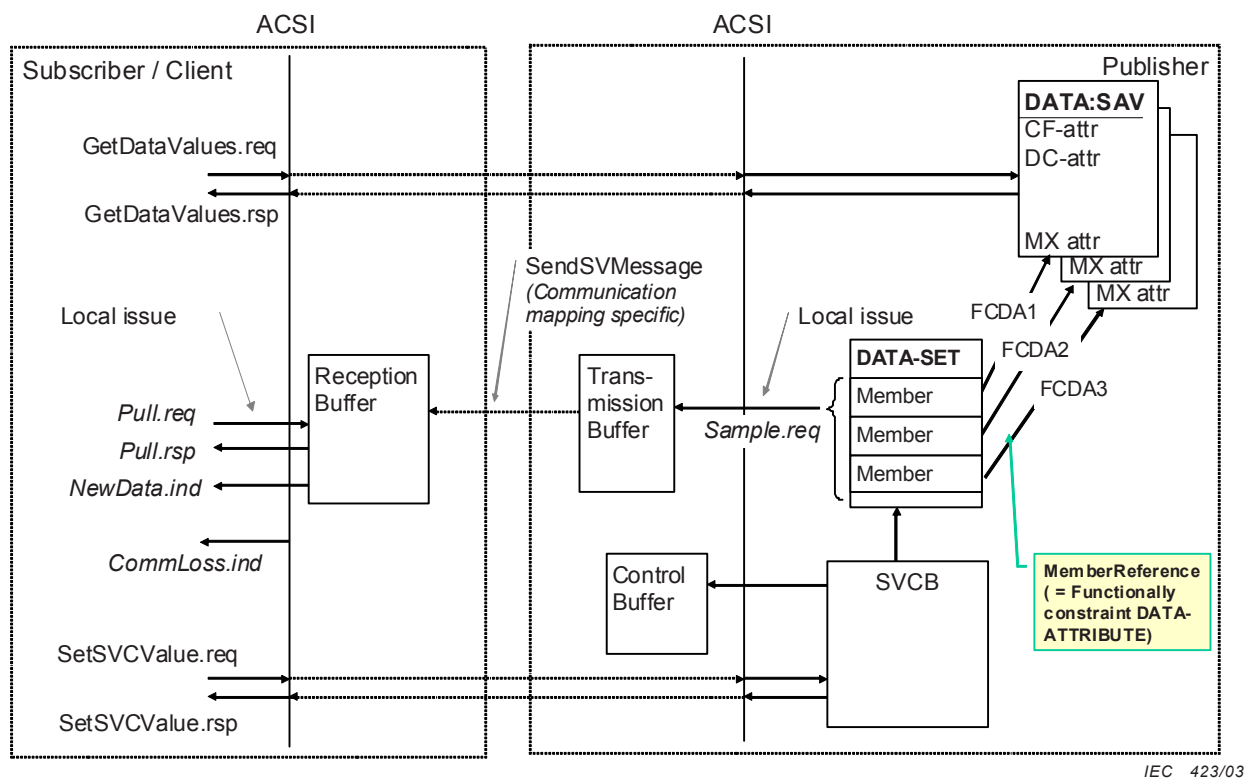 ACSI
ACSI
Subscriber / Client
Publisher
DATA:SAV
CF-attr
DC-attr
MX attr
MX attr
MX attr
GetDataValues.req
GetDataValues.rsp
SendSVMessage
(Communication
mapping specific)
Local issue
Local issue
FCDA1
FCDA2
FCDA3
Reception
Buffer
Trans-
mission
Buffer
DATA-SET
Member
Member
Member
Pull.req
Pull.rsp
NewData.ind
CommLoss.ind
Sample.req
Control
Buffer
SVCB
MemberReference
( = Functionally
constraint DATA-
ATTRIBUTE)
SetSVCValue.req
SetSVCValue.rsp
IEC 423/03